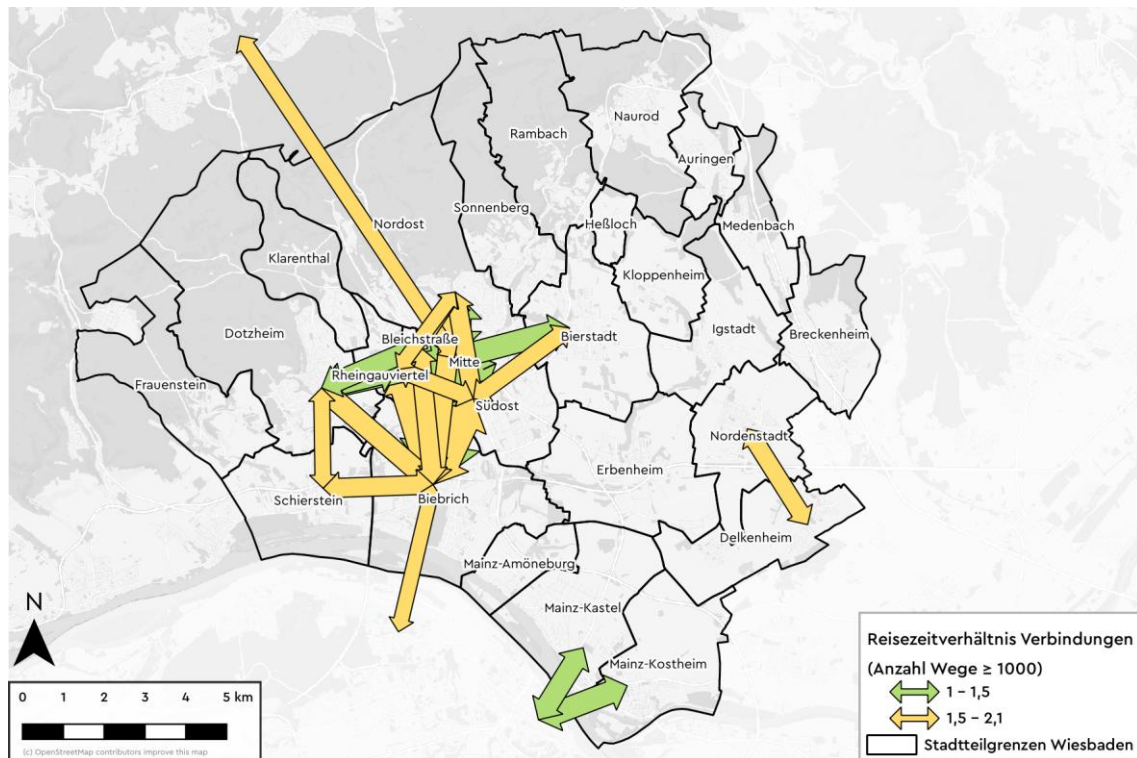 Naurod
Rambach
Auringen
Sonnenberg
Nordost
Heßloch
Medenbach
Klarenthal
Kloppenheim
Igstadt
Dotzheim
Bleichstraße
Bierstadt
Breckenheim
Mitte
Rheingauviertel
Frauenstein
Südost
Nordenstadt
Erbenheim
Schierstein
Biebrich
Delkenheim
Mainz-Amöneburg
Mainz-Kastel
Mainz-Kostheim
N
0 1 2 3 4 5 km
(c) OpenStreetMap contributors improve this map
Reisezeitverhältnis Verbindungen
(Anzahl Wege ≥ 1000)
1 – 1,5
1,5 – 2,1
Stadtteilgrenzen Wiesbaden